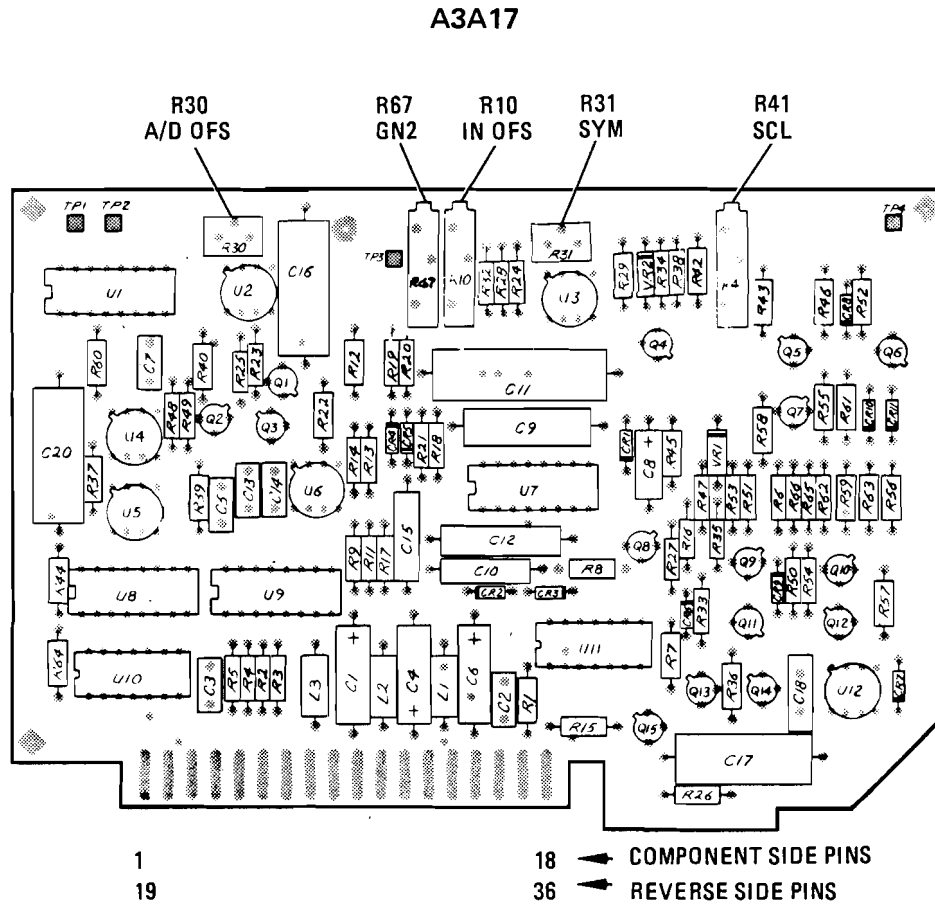 A3A17
R30 R67 R10 R31 R41
A/D OFS GN2 IN OFS SYM SCL
TP1 TP2 TP4
R30 R67 R10 R31
TP3
C16 R32 R28 R24 R29 VR2 R34 R38 R42 R43 R46 R52
U1 U2 U3
R60 C7 R40 R25 R23 Q1 R12 R19 R20 Q4 Q5 Q6
C11
R48 R49 Q2 Q3 R22 C9 CR1 R58 Q7 R55 R61 CR10 CR11
C20 U4 R14 R13 R21 R18 C8 + R45 VR1
R37 R39 C5 C13 C14 U6 U7 R47 R53 R51 R6 R66 R65 R62 R59 R63 R56
U5 C15 C12 R16 R35
R44 U8 U9 R9 R11 R17 C10 R8 Q8 R27 Q9 CR9 R50 R54 Q10
CR2 CR3 R33 R57
R64 U10 C3 R5 R4 R2 R3 L3 + C1 L2 C4 + L1 + C6 C2 R1 U11 R7 Q11 Q12
Q13 R36 Q14 C18 U12
R15 Q15
C17
R26
1 18 COMPONENT SIDE PINS
19 36 REVERSE SIDE PINS